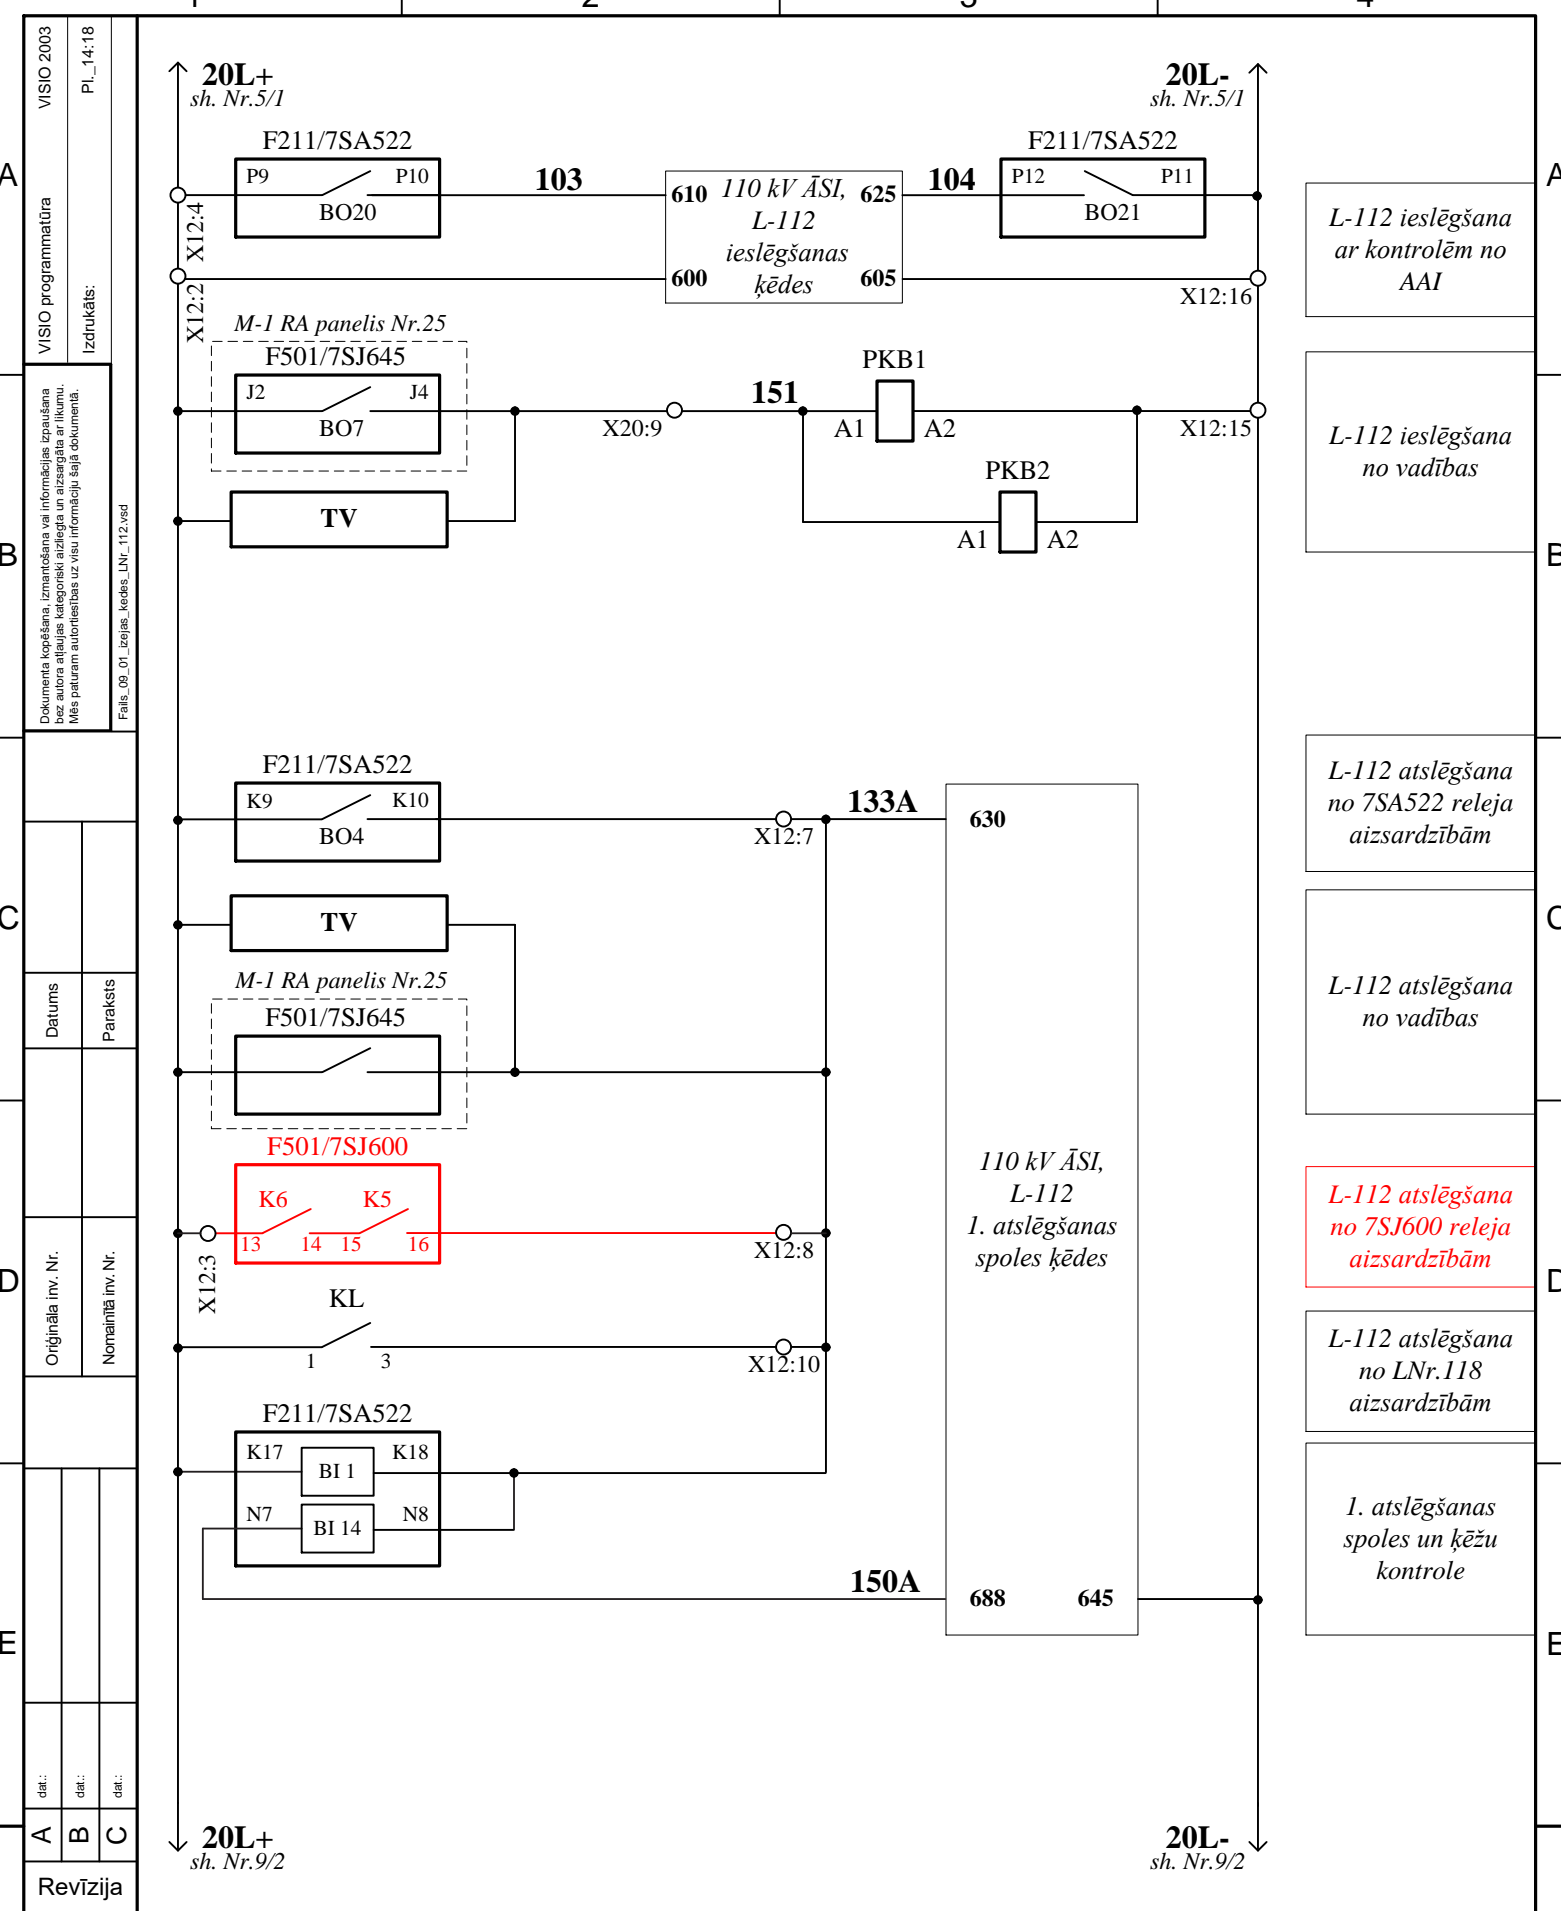 VISIO programmatūra VISIO 2003
Izdrukāts: Pl._14:18
Dokumenta kopēšana, izmantošana vai informācijas izpaušana
bez autora atļaujas kategoriski aizliegta un aizsargāta ar likumu.
Mēs paturam autortiesības uz visu informāciju šajā dokumentā.
Fails_09_01_izejas_kedes_LNr_112.vsd
Datums
Paraksts
Oriģināla inv. Nr.
Nomainītā inv. Nr.
dat.:
dat.:
dat.:
A
B
C
Revīzija
A
B
C
D
E
A
B
C
D
E
20L+
sh. Nr.5/1
20L-
sh. Nr.5/1
F211/7SA522
P9
P10
BO20
X12:4
103
610
110 kV ĀSI,
L-112
ieslēgšanas
ķēdes
625
600
605
104
F211/7SA522
P12
P11
BO21
X12:2
X12:16
L-112 ieslēgšana
ar kontrolēm no
AAI
M-1 RA panelis Nr.25
F501/7SJ645
J2
J4
BO7
X20:9
151
PKB1
A1
A2
X12:15
PKB2
A1
A2
TV
L-112 ieslēgšana
no vadības
F211/7SA522
K9
K10
BO4
X12:7
133A
630
L-112 atslēgšana
no 7SA522 releja
aizsardzībām
TV
M-1 RA panelis Nr.25
F501/7SJ645
L-112 atslēgšana
no vadības
F501/7SJ600
K6
K5
13
14
15
16
X12:3
X12:8
110 kV ĀSI,
L-112
1. atslēgšanas
spoles ķēdes
L-112 atslēgšana
no 7SJ600 releja
aizsardzībām
KL
1
3
X12:10
L-112 atslēgšana
no LNr.118
aizsardzībām
F211/7SA522
K17
BI 1
K18
N7
BI 14
N8
150A
688
645
1. atslēgšanas
spoles un ķēžu
kontrole
20L+
sh. Nr.9/2
20L-
sh. Nr.9/2